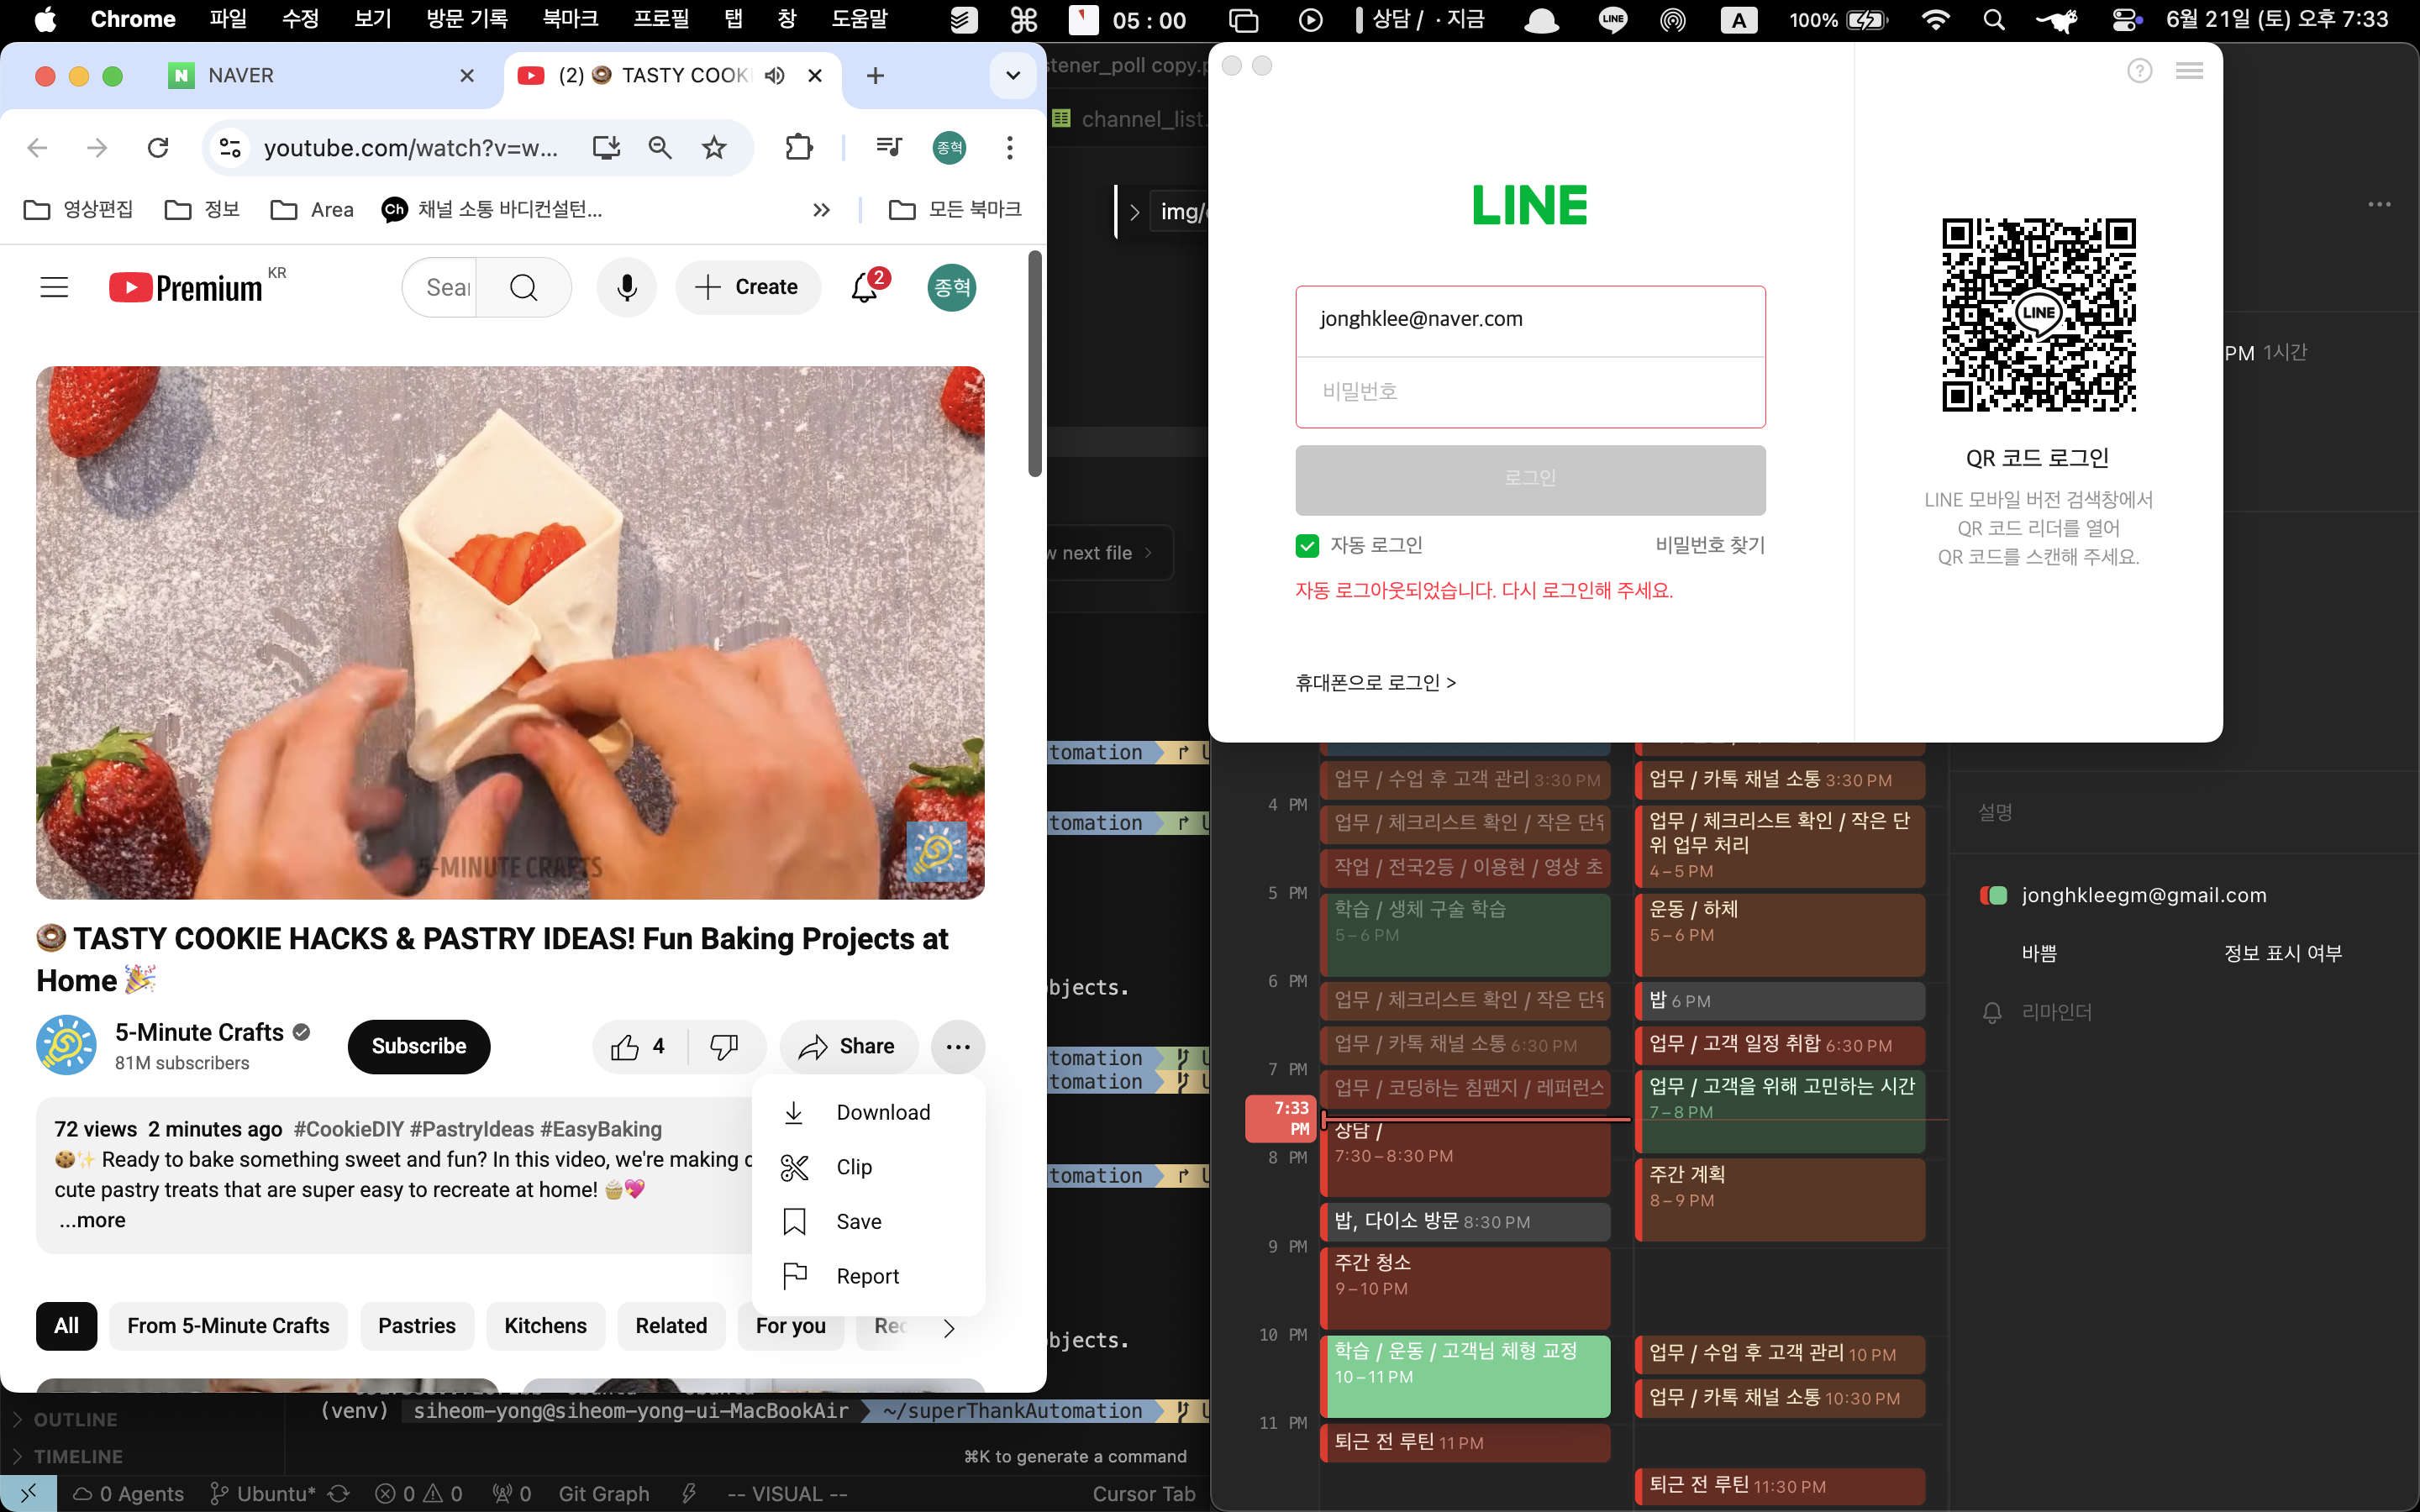 Chrome 파일 수정 보기 방문 기록 북마크 프로필 탭 창 도움말 05 : 00 상담 / · 지금 LINE A 100% 6월 21일 (토) 오후 7:33
N NAVER
(2) 🍩 TASTY COOKI
youtube.com/watch?v=w...
종혁
영상편집 정보 Area Ch 채널 소통 바디컨설턴... 모든 북마크
Premium KR
Sear
Create
2
종혁
5-MINUTE CRAFTS
🍩 TASTY COOKIE HACKS & PASTRY IDEAS! Fun Baking Projects at
Home 🎉
5-Minute Crafts
81M subscribers
Subscribe
4
Share
Download
Clip
Save
Report
72 views 2 minutes ago #CookieDIY #PastryIdeas #EasyBaking
🍪✨ Ready to bake something sweet and fun? In this video, we're making
cute pastry treats that are super easy to recreate at home! 🧁💖
...more
All From 5-Minute Crafts Pastries Kitchens Related For you Rec
stener_poll copy.p
channel_list.
img/
w next file
tomation
tomation
bjects.
tomation
tomation
tomation
bjects.
(venv) siheom-yong@siheom-yong-ui-MacBookAir ~/superThankAutomation
OUTLINE
TIMELINE
⌘K to generate a command
0 Agents Ubuntu* 0 0 0 Git Graph -- VISUAL -- Cursor Tab
LINE
jonghklee@naver.com
비밀번호
로그인
자동 로그인 비밀번호 찾기
자동 로그아웃되었습니다. 다시 로그인해 주세요.
휴대폰으로 로그인 >
LINE
QR 코드 로그인
LINE 모바일 버전 검색창에서
QR 코드 리더를 열어
QR 코드를 스캔해 주세요.
4 PM
5 PM
6 PM
7 PM
7:33
PM
8 PM
9 PM
10 PM
11 PM
업무 / 수업 후 고객 관리 3:30 PM
업무 / 체크리스트 확인 / 작은 단위
작업 / 전국2등 / 이용현 / 영상 초
학습 / 생체 구술 학습
5 – 6 PM
업무 / 체크리스트 확인 / 작은 단위
업무 / 카톡 채널 소통 6:30 PM
업무 / 코딩하는 침팬지 / 레퍼런스
상담 /
7:30 – 8:30 PM
밥, 다이소 방문 8:30 PM
주간 청소
9 – 10 PM
학습 / 운동 / 고객님 체형 교정
10 – 11 PM
퇴근 전 루틴 11 PM
업무 / 카톡 채널 소통 3:30 PM
업무 / 체크리스트 확인 / 작은 단
위 업무 처리
4 – 5 PM
운동 / 하체
5 – 6 PM
밥 6 PM
업무 / 고객 일정 취합 6:30 PM
업무 / 고객을 위해 고민하는 시간
7 – 8 PM
주간 계획
8 – 9 PM
업무 / 수업 후 고객 관리 10 PM
업무 / 카톡 채널 소통 10:30 PM
퇴근 전 루틴 11:30 PM
PM 1시간
설명
jonghkleegm@gmail.com
바쁨 정보 표시 여부
리마인더